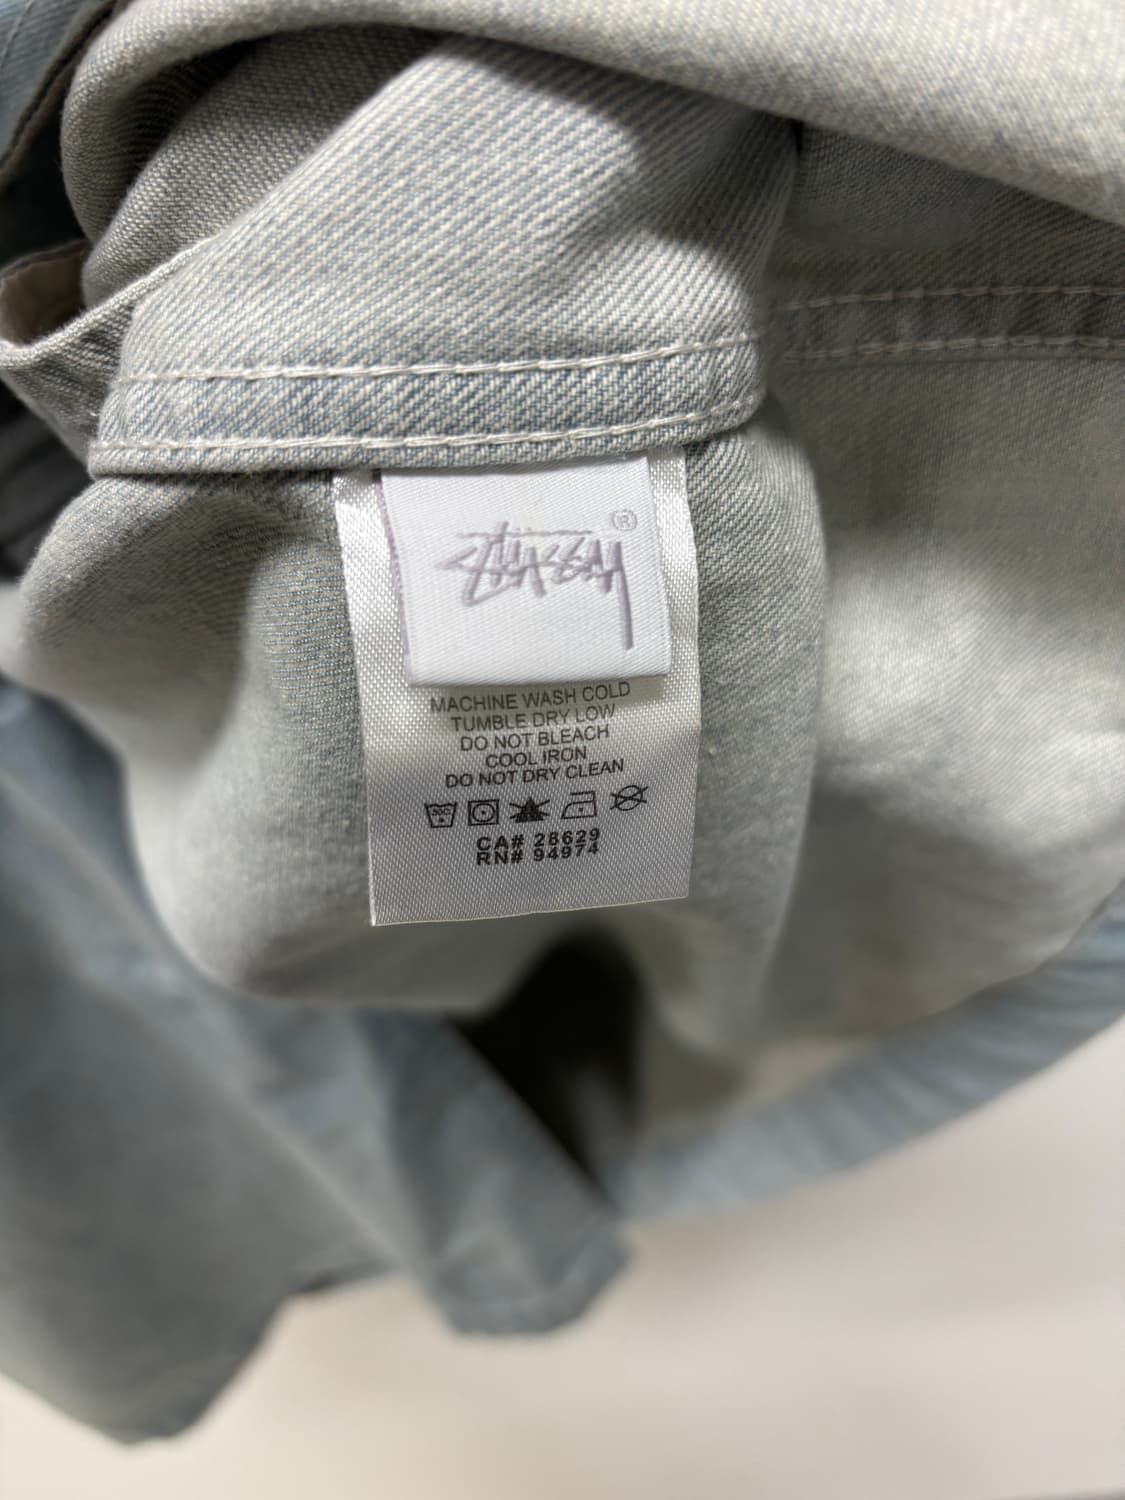 Stüssy ®
MACHINE WASH COLD
TUMBLE DRY LOW
DO NOT BLEACH
COOL IRON
DO NOT DRY CLEAN
CA# 28629
RN# 94974